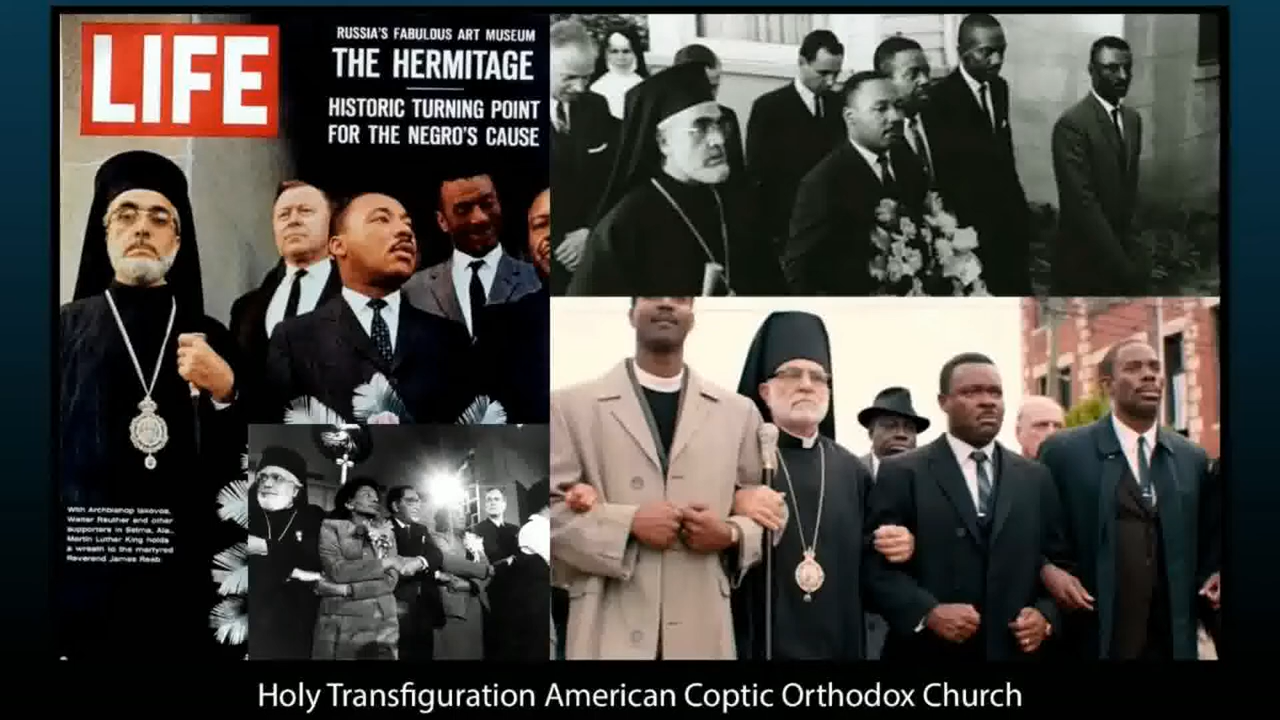 LIFE
RUSSIA'S FABULOUS ART MUSEUM
THE HERMITAGE
HISTORIC TURNING POINT
FOR THE NEGRO'S CAUSE
With Archbishop Iakovos,
Walter Reuther and other
supporters in Selma, Ala.,
Martin Luther King holds
a wreath to the martyred
Reverend James Reeb
Holy Transfiguration American Coptic Orthodox Church